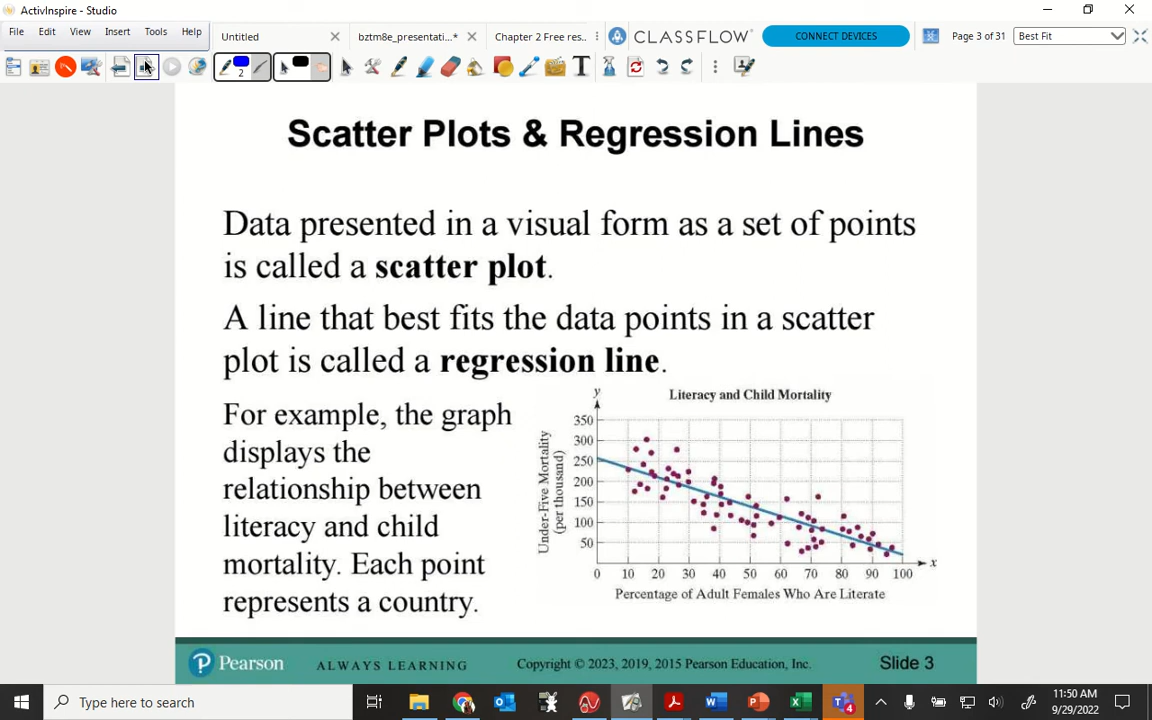 ActivInspire - Studio
File Edit View Insert Tools Help
Untitled
bztm8e_presentati...*
Chapter 2 Free res..
CLASSFLOW
CONNECT DEVICES
Page 3 of 31
Best Fit
2
T
Scatter Plots & Regression Lines
Data presented in a visual form as a set of points
is called a scatter plot.
A line that best fits the data points in a scatter
plot is called a regression line.
For example, the graph
displays the
relationship between
literacy and child
mortality. Each point
represents a country.
y
Literacy and Child Mortality
Under-Five Mortality
(per thousand)
350
300
250
200
150
100
50
0 10 20 30 40 50 60 70 80 90 100 x
Percentage of Adult Females Who Are Literate
P Pearson
ALWAYS LEARNING
Copyright © 2023, 2019, 2015 Pearson Education, Inc.
Slide 3
Type here to search
4
11:50 AM
9/29/2022